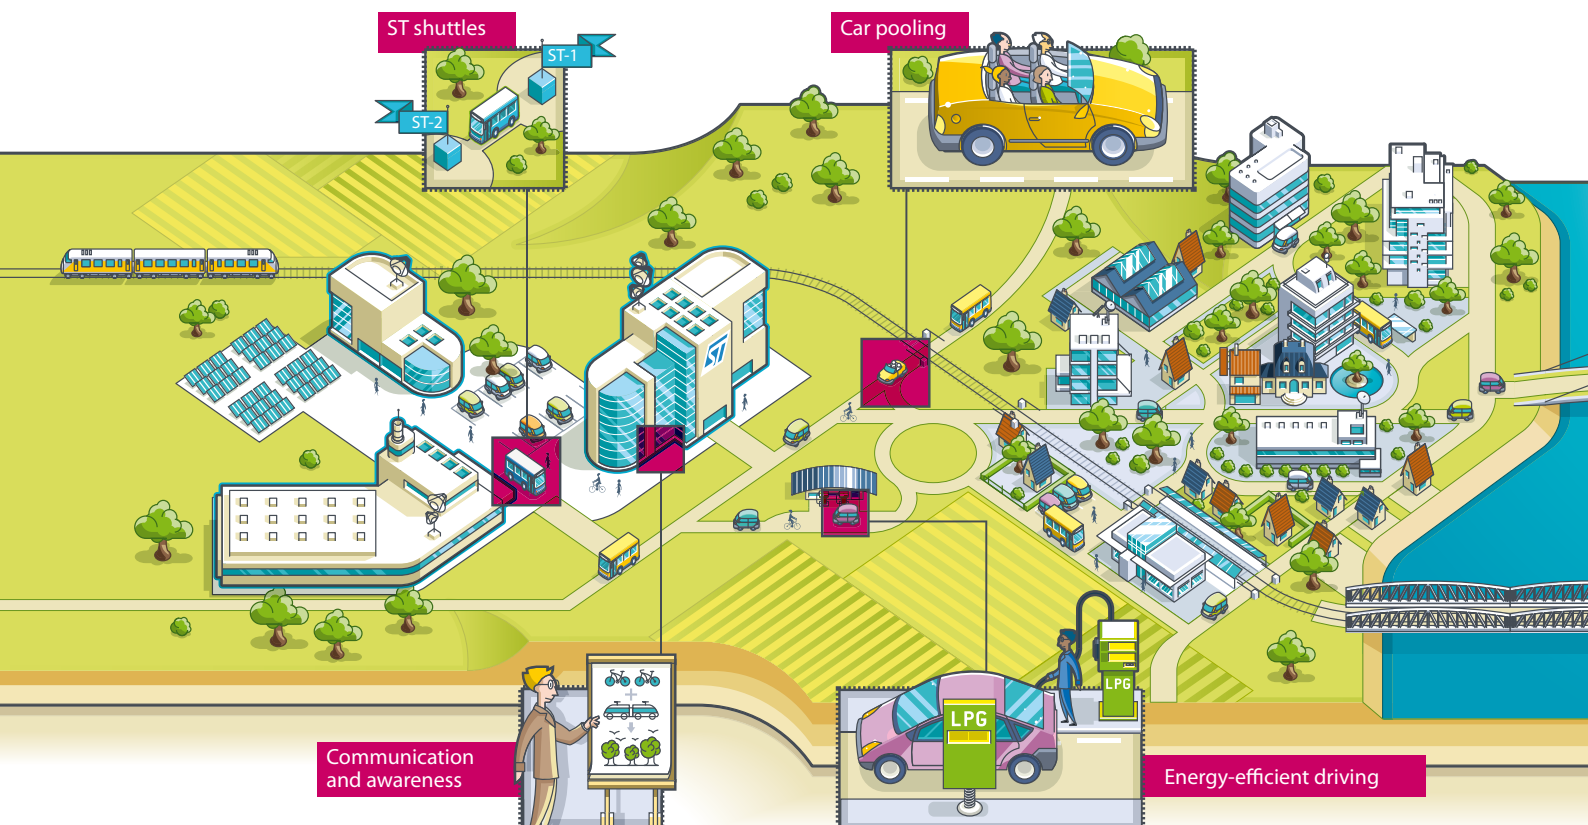 ST shuttles
Car pooling
ST-1
ST-2
ST
LPG
LPG
Communication
and awareness
Energy-efficient driving